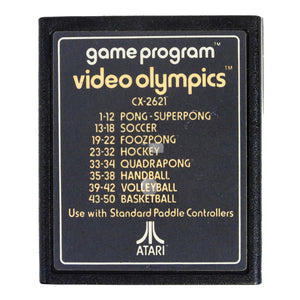 game program™
video olympics™
CX-2621
1-12 PONG - SUPERPONG
13-18 SOCCER
19-22 FOOZPONG
23-32 HOCKEY
33-34 QUADRAPONG
35-38 HANDBALL
39-42 VOLLEYBALL
43-50 BASKETBALL
Use with Standard Paddle Controllers
ATARI